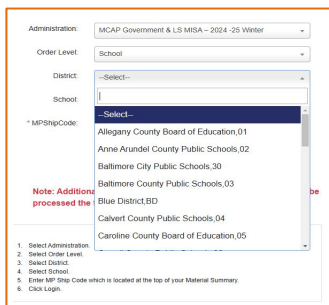 Administration: MCAP Government & LS MISA – 2024 -25 Winter
Order Level: School
District: --Select--
School:
--Select--
* MPShipCode:
Allegany County Board of Education,01
Anne Arundel County Public Schools,02
Baltimore City Public Schools,30
Baltimore County Public Schools,03
Blue District,BD
Calvert County Public Schools,04
Caroline County Board of Education,05
Note: Additiona be
processed the
1. Select Administration.
2. Select Order Level.
3. Select District.
4. Select School.
5. Enter MP Ship Code which is located at the top of your Material Summary.
6. Click Login.